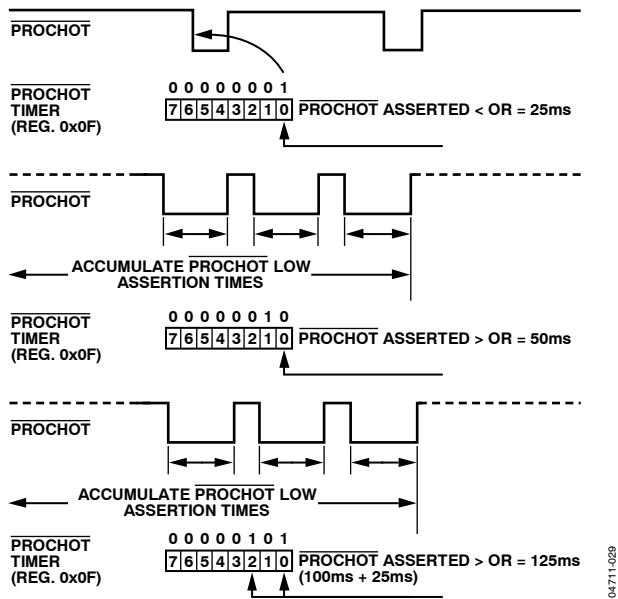 PROCHOT
PROCHOT
TIMER
(REG. 0x0F)
0 0 0 0 0 0 0 1
7 6 5 4 3 2 1 0 PROCHOT ASSERTED < OR = 25ms
PROCHOT
ACCUMULATE PROCHOT LOW
ASSERTION TIMES
PROCHOT
TIMER
(REG. 0x0F)
0 0 0 0 0 0 1 0
7 6 5 4 3 2 1 0 PROCHOT ASSERTED > OR = 50ms
PROCHOT
ACCUMULATE PROCHOT LOW
ASSERTION TIMES
PROCHOT
TIMER
(REG. 0x0F)
0 0 0 0 0 1 0 1
7 6 5 4 3 2 1 0 PROCHOT ASSERTED > OR = 125ms
(100ms + 25ms)
04711-029